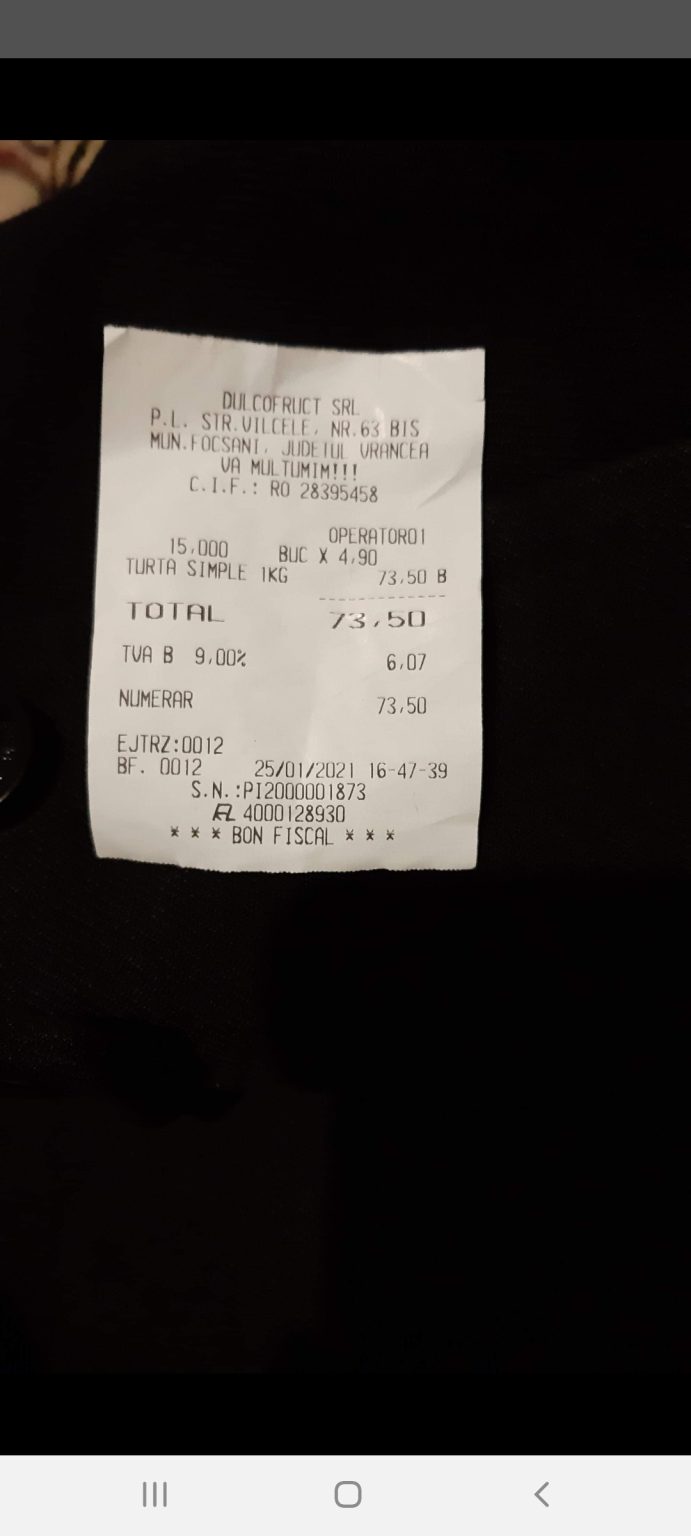 DULCOFRUCT SRL
P.L. STR.VILCELE, NR.63 BIS
MUN.FOCSANI, JUDETUL VRANCEA
VA MULTUMIM!!!
C.I.F.: RO 28395458
OPERATOR01
15,000 BUC X 4,90
TURTA SIMPLE 1KG 73,50 B
TOTAL 73,50
TVA B 9,00% 6,07
NUMERAR 73,50
EJTRZ:0012
BF. 0012 25/01/2021 16-47-39
S.N.:PI2000001873
4000128930
* * * BON FISCAL * * *